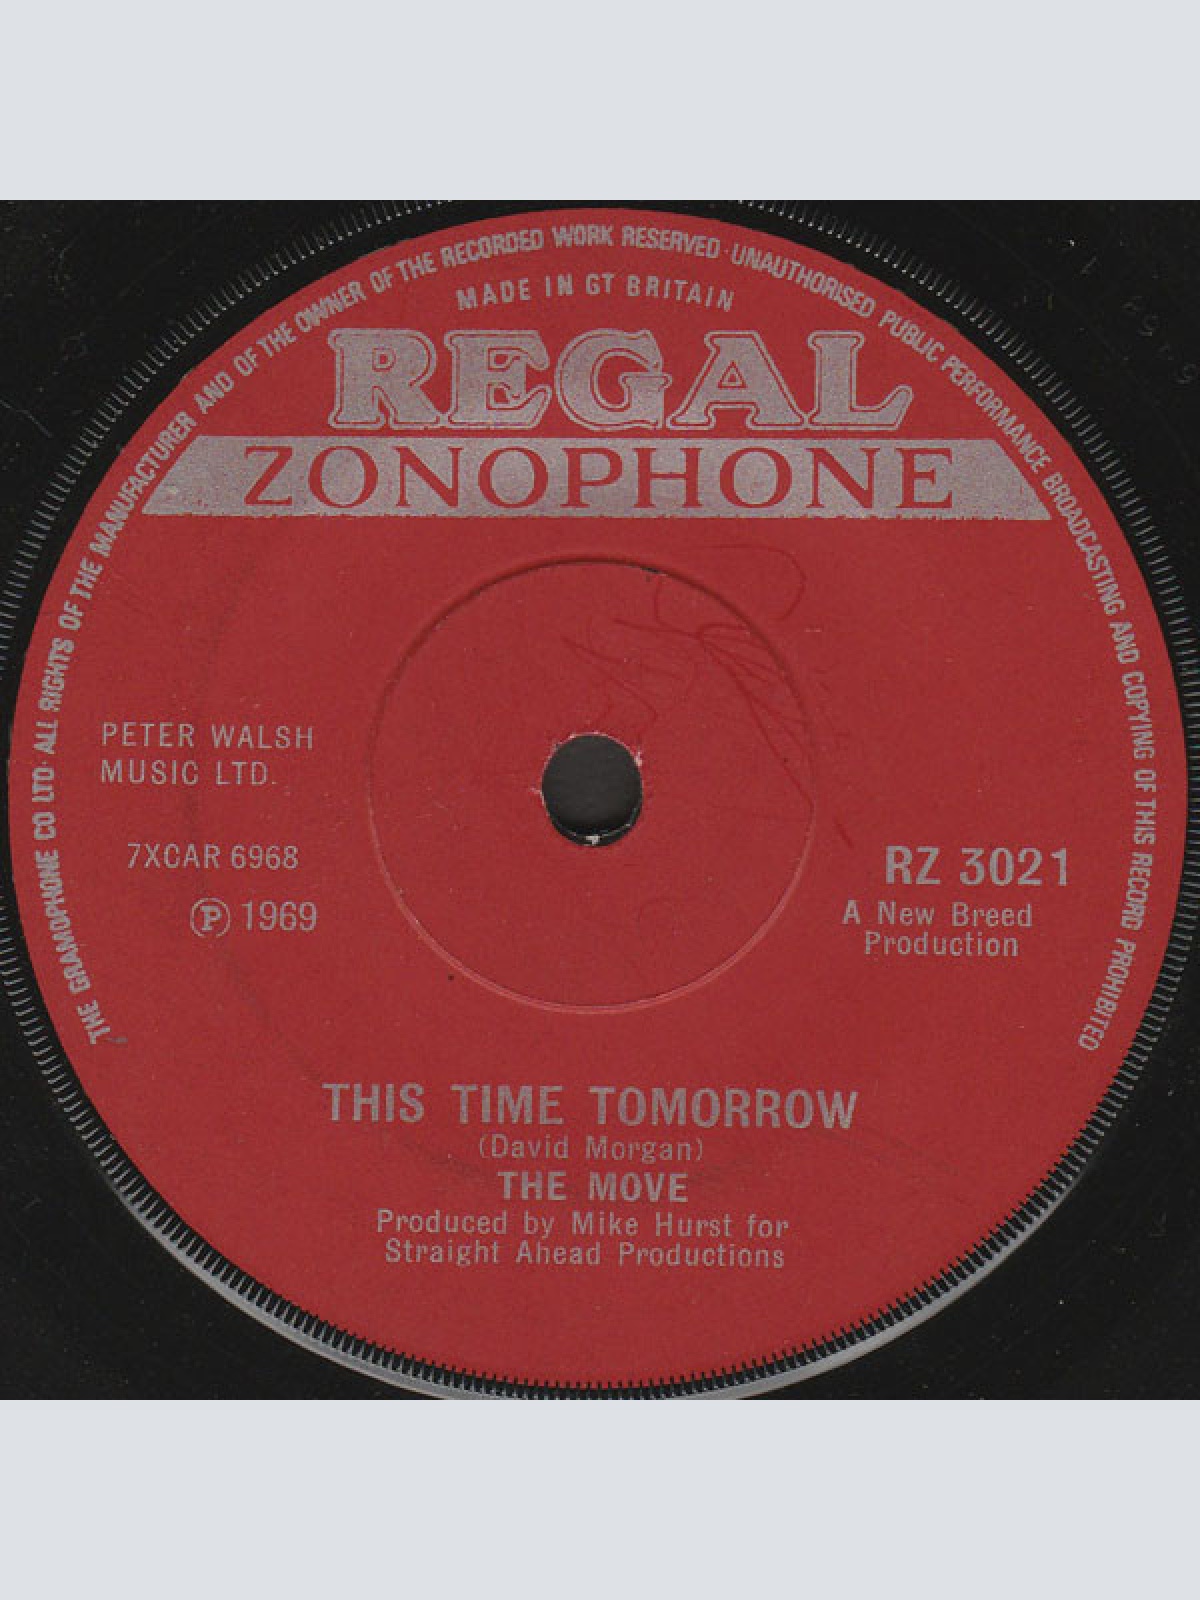 THE GRAMOPHONE CO LTD· ALL RIGHTS OF THE MANUFACTURER AND OF THE OWNER OF THE RECORDED WORK RESERVED · UNAUTHORISED PUBLIC PERFORMANCE BROADCASTING AND COPYING OF THIS RECORD PROHIBITED
MADE IN GT BRITAIN
REGAL
ZONOPHONE
PETER WALSH
MUSIC LTD.
7XCAR 6968
Ⓟ 1969
RZ 3021
A New Breed
Production
THIS TIME TOMORROW
(David Morgan)
THE MOVE
Produced by Mike Hurst for
Straight Ahead Productions